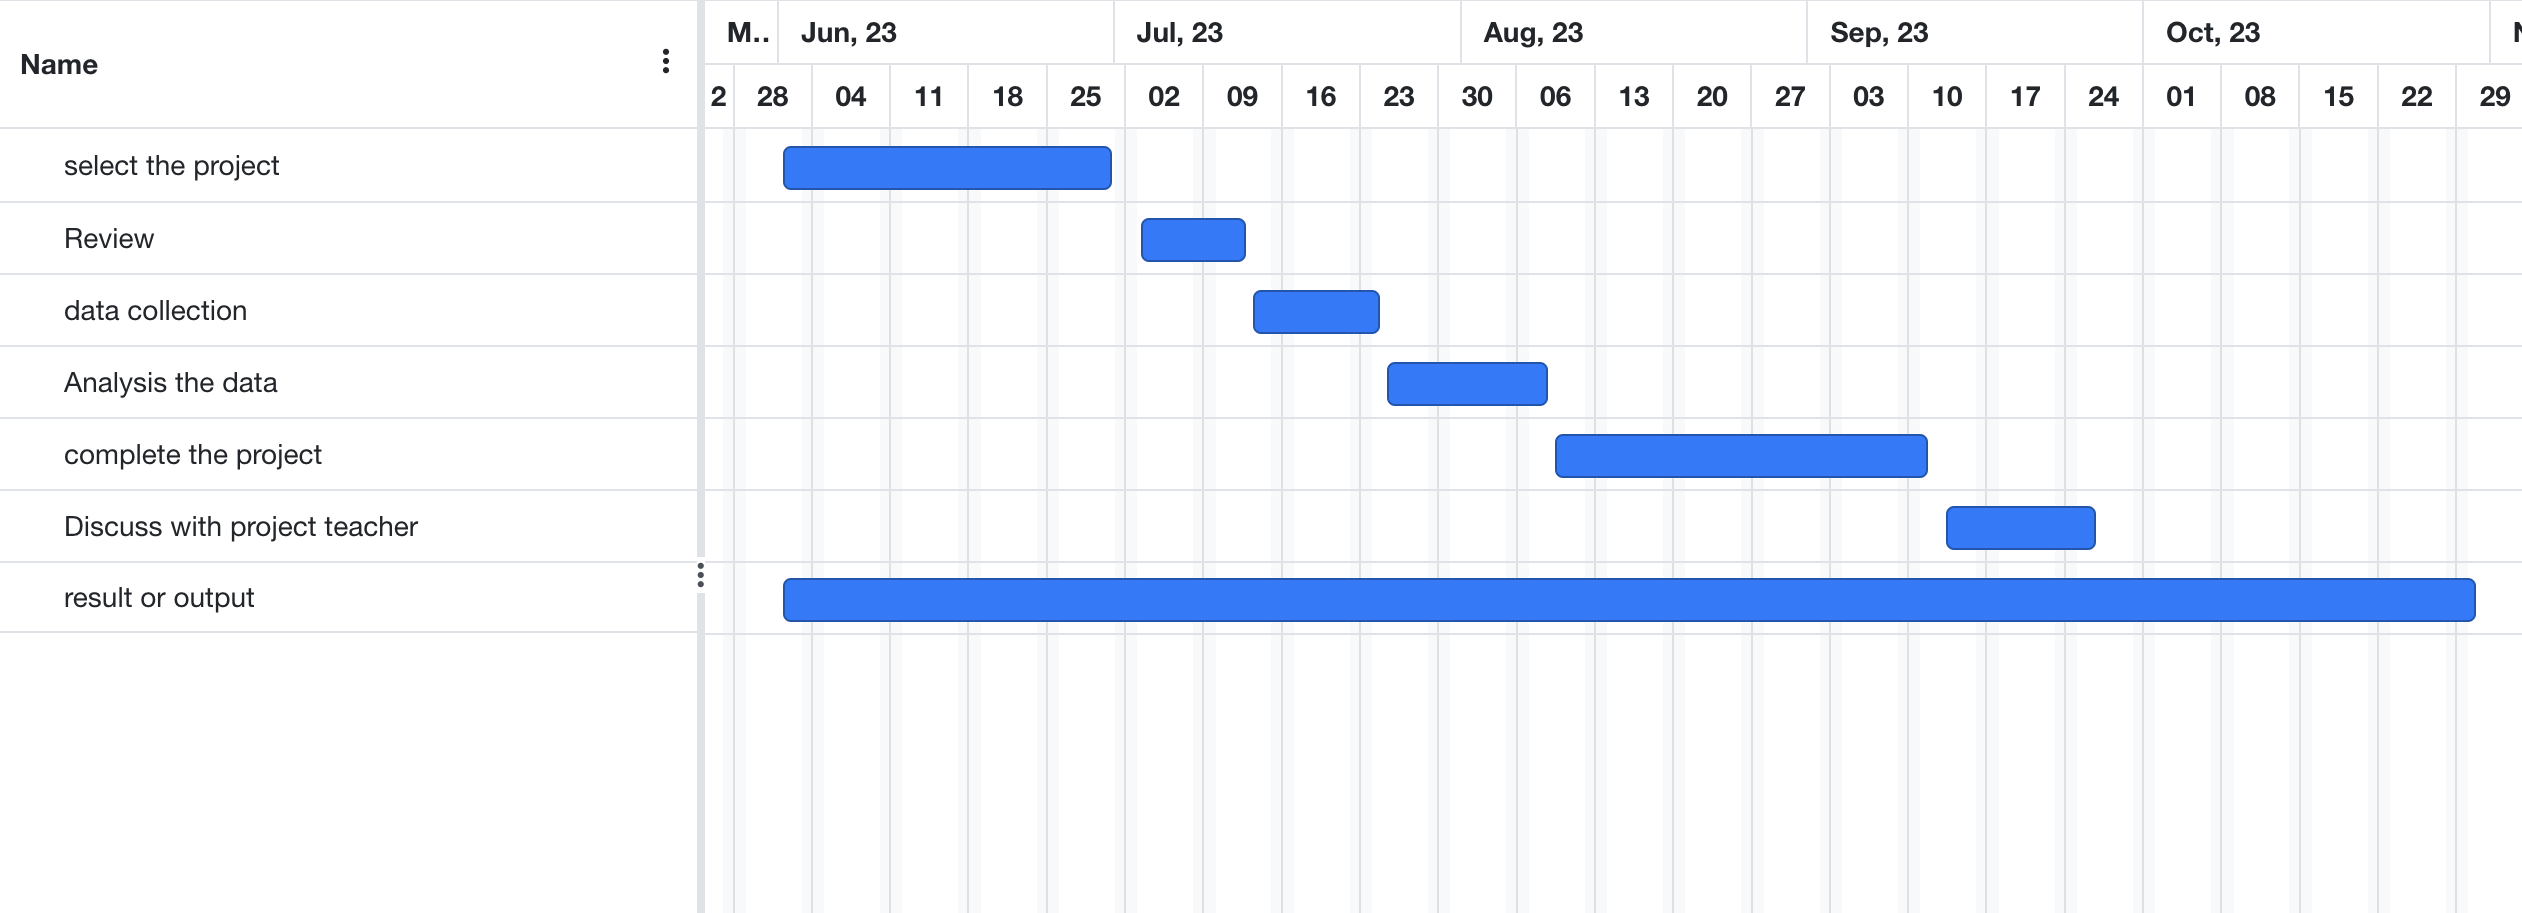 Name
M.. Jun, 23 Jul, 23 Aug, 23 Sep, 23 Oct, 23 N
2 28 04 11 18 25 02 09 16 23 30 06 13 20 27 03 10 17 24 01 08 15 22 29
select the project
Review
data collection
Analysis the data
complete the project
Discuss with project teacher
result or output